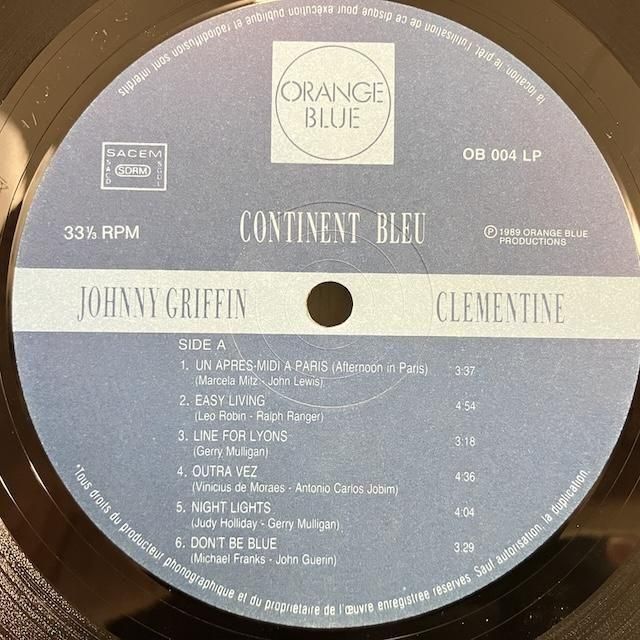 la location, le prêt, l'utilisation de ce disque pour exécution publique et radiodiffusion sont interdits
ORANGE
BLUE
SACEM
SACD
SDRM
SGDL
OB 004 LP
33⅓ RPM
CONTINENT BLEU
Ⓟ 1989 ORANGE BLUE
PRODUCTIONS
JOHNNY GRIFFIN
CLEMENTINE
SIDE A
1. UN APRES-MIDI A PARIS (Afternoon in Paris) 3:37
(Marcela Mitz - John Lewis)
2. EASY LIVING 4:54
(Leo Robin - Ralph Ranger)
3. LINE FOR LYONS 3:18
(Gerry Mulligan)
4. OUTRA VEZ 4:36
(Vinicius de Moraes - Antonio Carlos Jobim)
5. NIGHT LIGHTS 4:04
(Judy Holliday - Gerry Mulligan)
6. DON'T BE BLUE 3:29
(Michael Franks - John Guerin)
*Tous droits du producteur phonographique et du propriétaire de l'œuvre enregistrée réservés Sauf autorisation, la duplication,